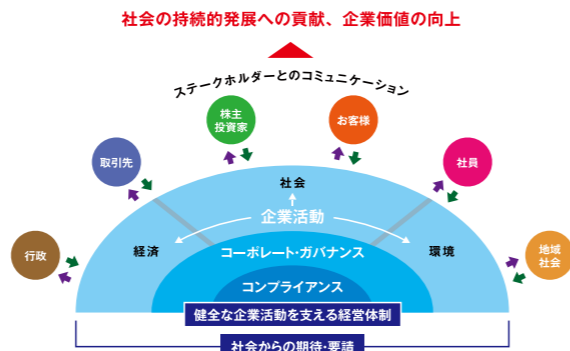 社会の持続的発展への貢献、企業価値の向上
ステークホルダーとのコミュニケーション
株主
投資家
お客様
取引先
社員
行政
地域
社会
社会
企業活動
経済
環境
コーポレート・ガバナンス
コンプライアンス
健全な企業活動を支える経営体制
社会からの期待・要請